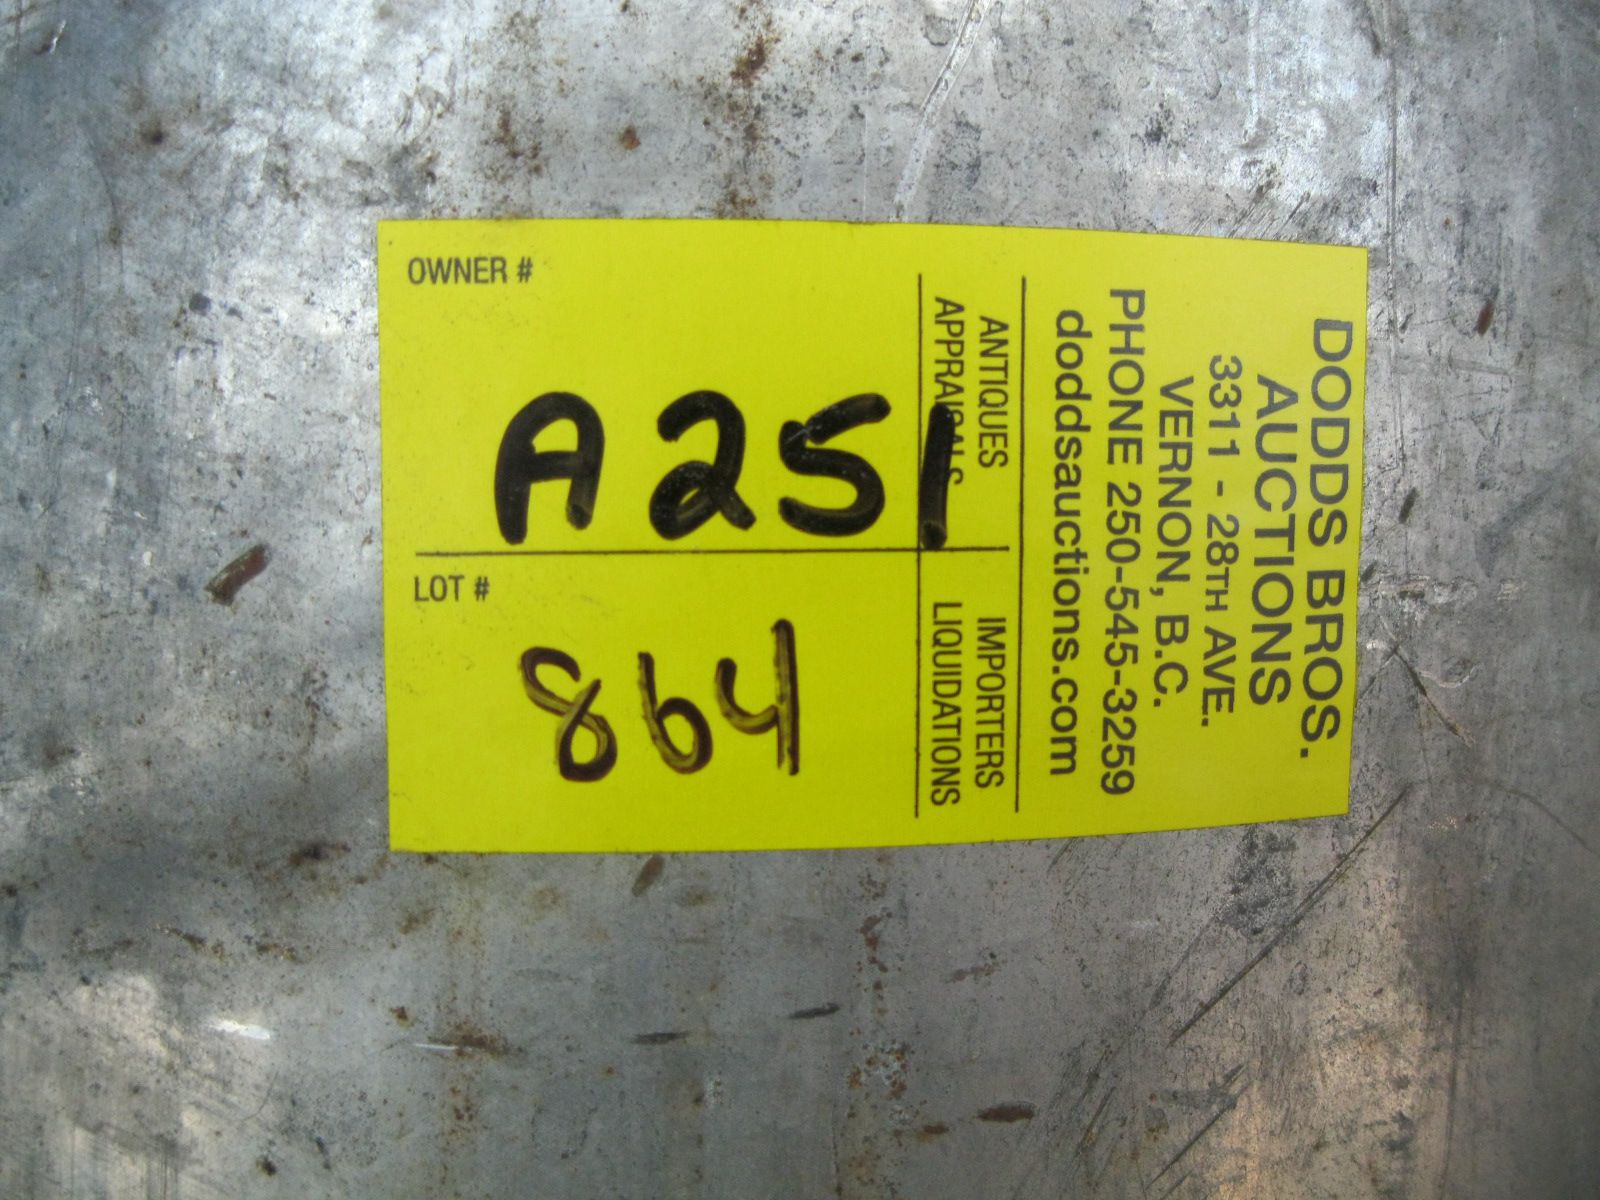 DODDS BROS.
AUCTIONS
3311 - 28TH AVE.
VERNON, B.C.
PHONE 250-545-3259
doddsauctions.com
ANTIQUES
APPRAISALS
IMPORTERS
LIQUIDATIONS
OWNER #
A251
LOT #
864